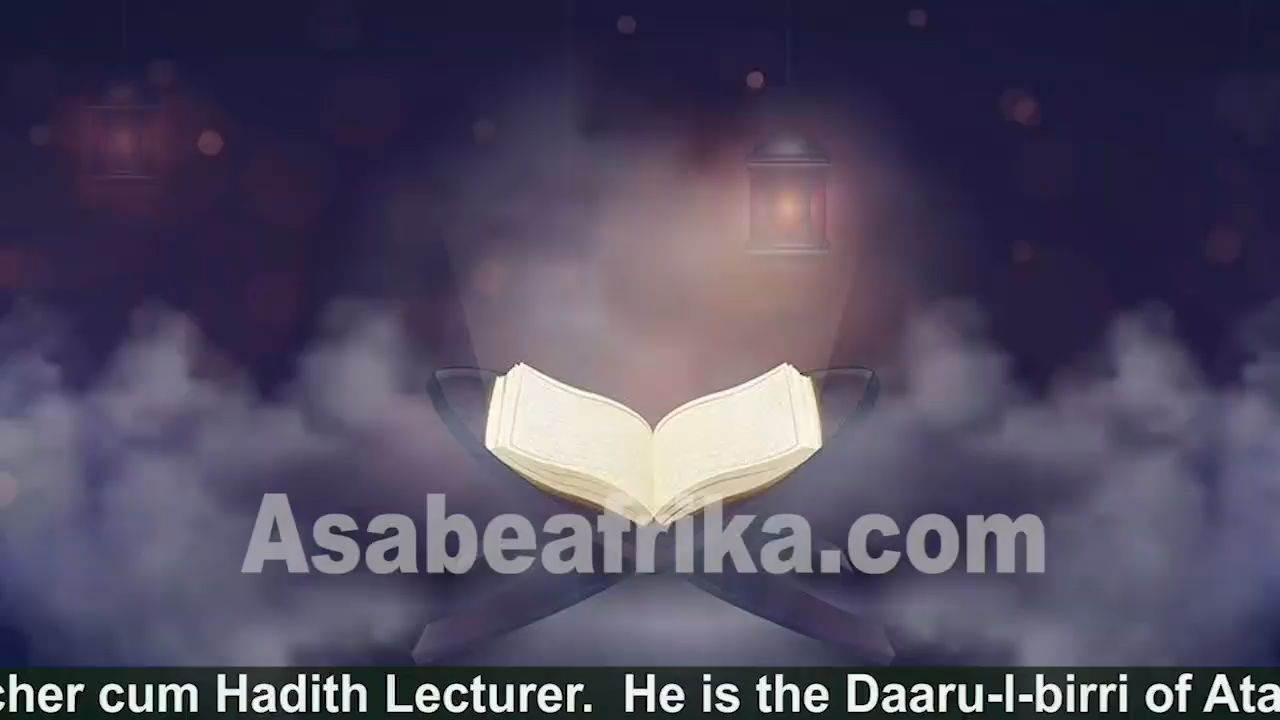 Asabeafrika.com
cher cum Hadith Lecturer. He is the Daaru-l-birri of Ata